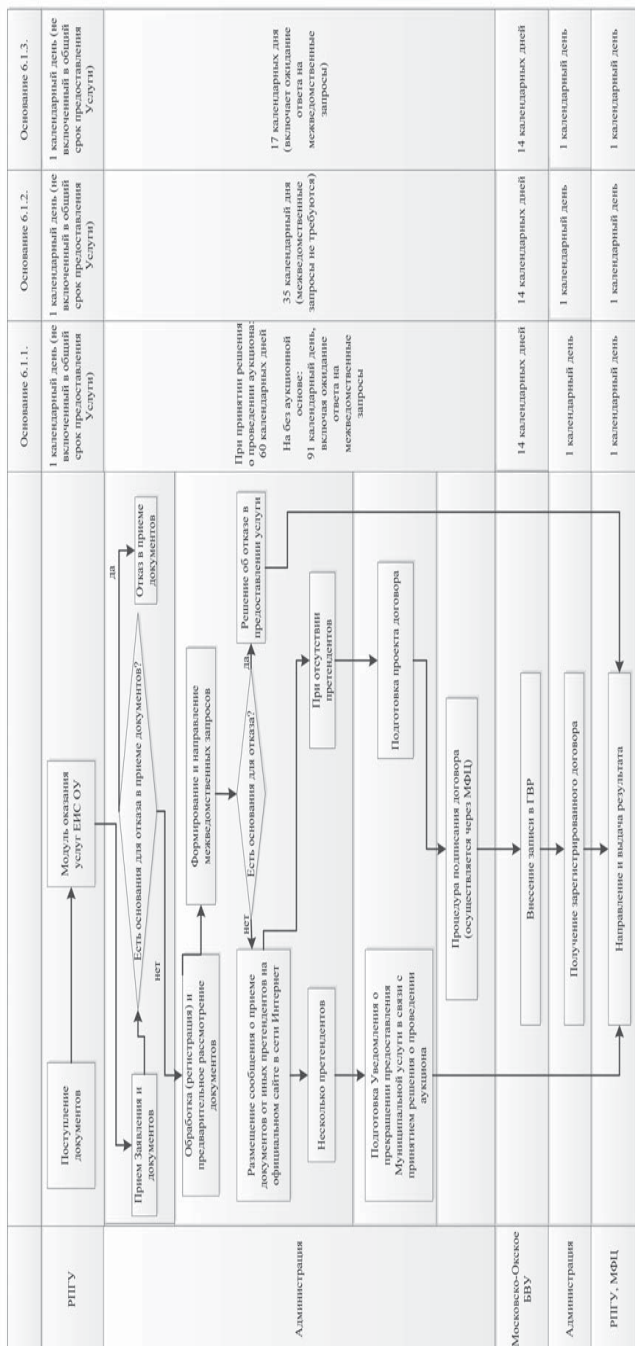 Основание 6.1.1.
Основание 6.1.2.
Основание 6.1.3.
РПГУ
Поступление
документов
Модуль оказания
услуг ЕИС ОУ
1 календарный день (не
включенный в общий
срок предоставления
Услуги)
1 календарный день (не
включенный в общий
срок предоставления
Услуги)
1 календарный день (не
включенный в общий
срок предоставления
Услуги)
Администрация
Прием Заявления и
документов
Есть основания для отказа в приеме документов?
да
Отказ в приеме
документов
нет
Обработка (регистрация) и
предварительное рассмотрение
документов
Формирование и направление
межведомственных запросов
Размещение сообщения о приеме
документов от иных претендентов на
официальном сайте в сети Интернет
нет
Есть основания для отказа?
да
Решение об отказе в
предоставлении услуги
Несколько претендентов
При отсутствии
претендентов
Подготовка Уведомления о
прекращении предоставления
Муниципальной услуги в связи с
принятием решения о проведении
аукциона
Подготовка проекта договора
Процедура подписания договора
(осуществляется через МФЦ)
При принятии решения
о проведении аукциона:
60 календарных дней
На без аукционной
основе:
91 календарный день,
включая ожидание
ответа на
межведомственные
запросы
35 календарный дня
(межведомственные
запросы не требуются)
17 календарных дня
(включает ожидание
ответа на
межведомственные
запросы)
Московско-Окское
БВУ
Внесение записи в ГВР
14 календарных дней
14 календарных дней
14 календарных дней
Администрация
Получение зарегистрированного договора
1 календарный день
1 календарный день
1 календарный день
РПГУ, МФЦ
Направление и выдача результата
1 календарный день
1 календарный день
1 календарный день